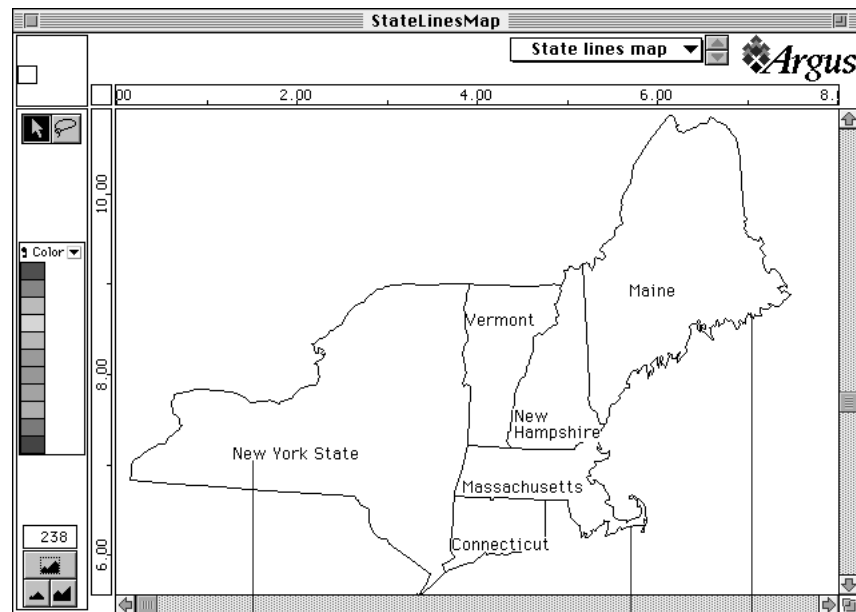 StateLinesMap
State lines map
Argus
00 2.00 4.00 6.00 8.0
10.00
8.00
6.00
Color
238
Maine
Vermont
New
Hampshire
New York State
Massachusetts
Connecticut